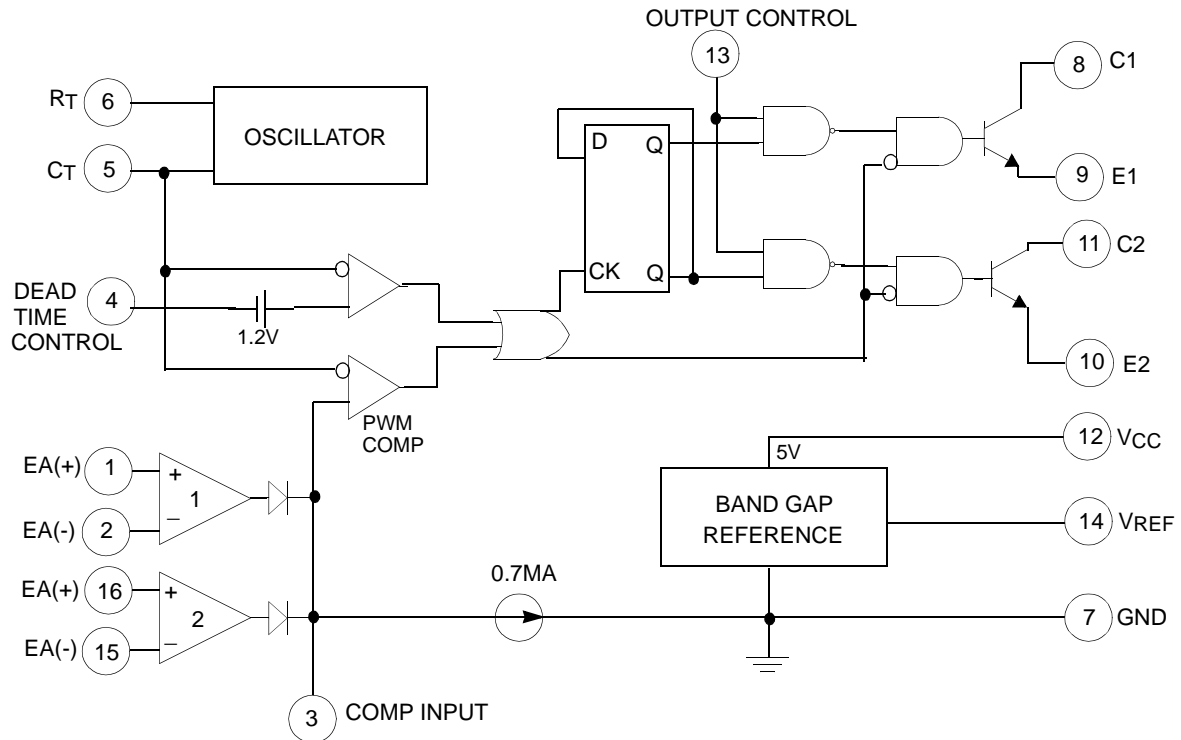 OUTPUT CONTROL
13
8 C1
RT 6
OSCILLATOR
D Q
CT 5
9 E1
11 C2
CK Q
DEAD TIME CONTROL
4
1.2V
10 E2
PWM COMP
12 VCC
5V
EA(+) 1
+
1
EA(-) 2
−
BAND GAP REFERENCE
14 VREF
EA(+) 16
+
2
0.7MA
7 GND
EA(-) 15
−
3 COMP INPUT